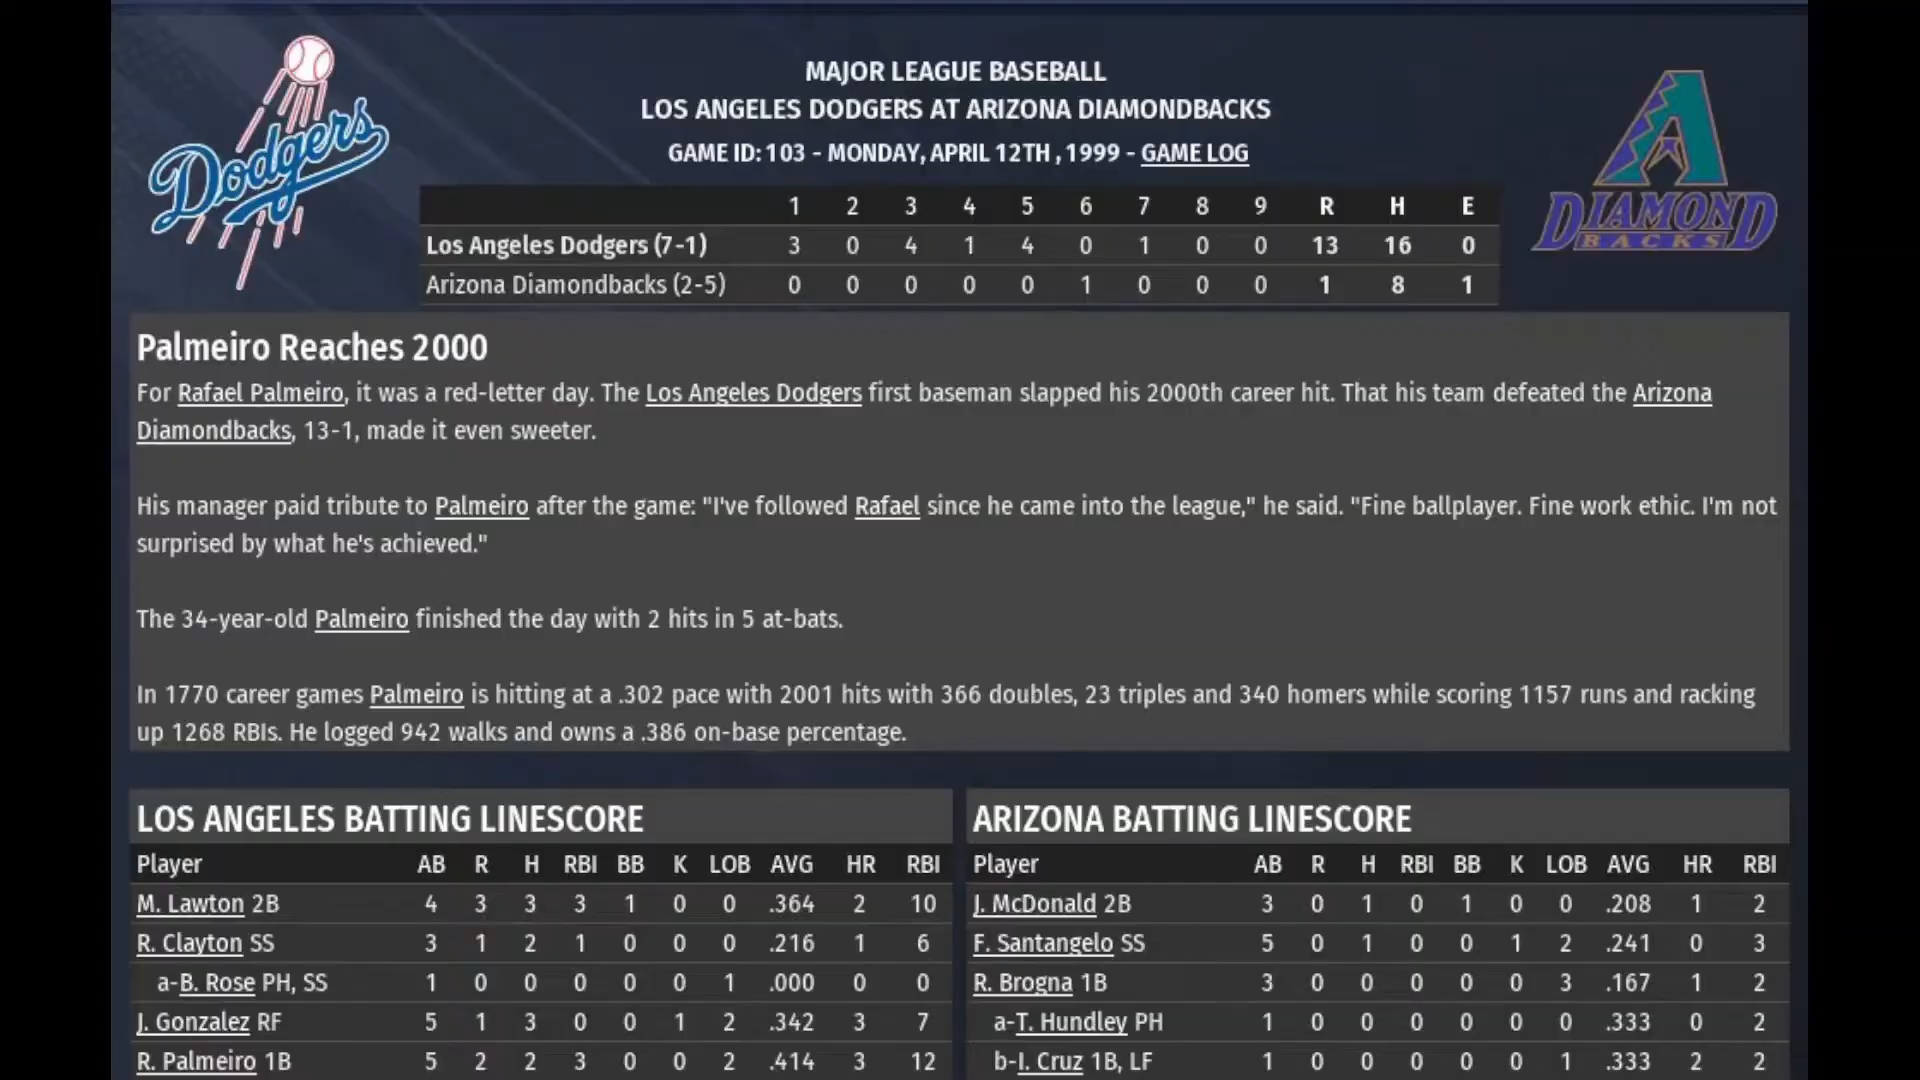 Dodgers
MAJOR LEAGUE BASEBALL
LOS ANGELES DODGERS AT ARIZONA DIAMONDBACKS
GAME ID: 103 - MONDAY, APRIL 12TH , 1999 - GAME LOG
A
DIAMOND
BACKS
1 2 3 4 5 6 7 8 9 R H E
Los Angeles Dodgers (7-1) 3 0 4 1 4 0 1 0 0 13 16 0
Arizona Diamondbacks (2-5) 0 0 0 0 0 1 0 0 0 1 8 1
Palmeiro Reaches 2000
For Rafael Palmeiro, it was a red-letter day. The Los Angeles Dodgers first baseman slapped his 2000th career hit. That his team defeated the Arizona
Diamondbacks, 13-1, made it even sweeter.
His manager paid tribute to Palmeiro after the game: "I've followed Rafael since he came into the league," he said. "Fine ballplayer. Fine work ethic. I'm not
surprised by what he's achieved."
The 34-year-old Palmeiro finished the day with 2 hits in 5 at-bats.
In 1770 career games Palmeiro is hitting at a .302 pace with 2001 hits with 366 doubles, 23 triples and 340 homers while scoring 1157 runs and racking
up 1268 RBIs. He logged 942 walks and owns a .386 on-base percentage.
LOS ANGELES BATTING LINESCORE
Player AB R H RBI BB K LOB AVG HR RBI
M. Lawton 2B 4 3 3 3 1 0 0 .364 2 10
R. Clayton SS 3 1 2 1 0 0 0 .216 1 6
a-B. Rose PH, SS 1 0 0 0 0 0 1 .000 0 0
J. Gonzalez RF 5 1 3 0 0 1 2 .342 3 7
R. Palmeiro 1B 5 2 2 3 0 0 2 .414 3 12
ARIZONA BATTING LINESCORE
Player AB R H RBI BB K LOB AVG HR RBI
J. McDonald 2B 3 0 1 0 1 0 0 .208 1 2
F. Santangelo SS 5 0 1 0 0 1 2 .241 0 3
R. Brogna 1B 3 0 0 0 0 0 3 .167 1 2
a-T. Hundley PH 1 0 0 0 0 0 0 .333 0 2
b-I. Cruz 1B, LF 1 0 0 0 0 0 1 .333 2 2